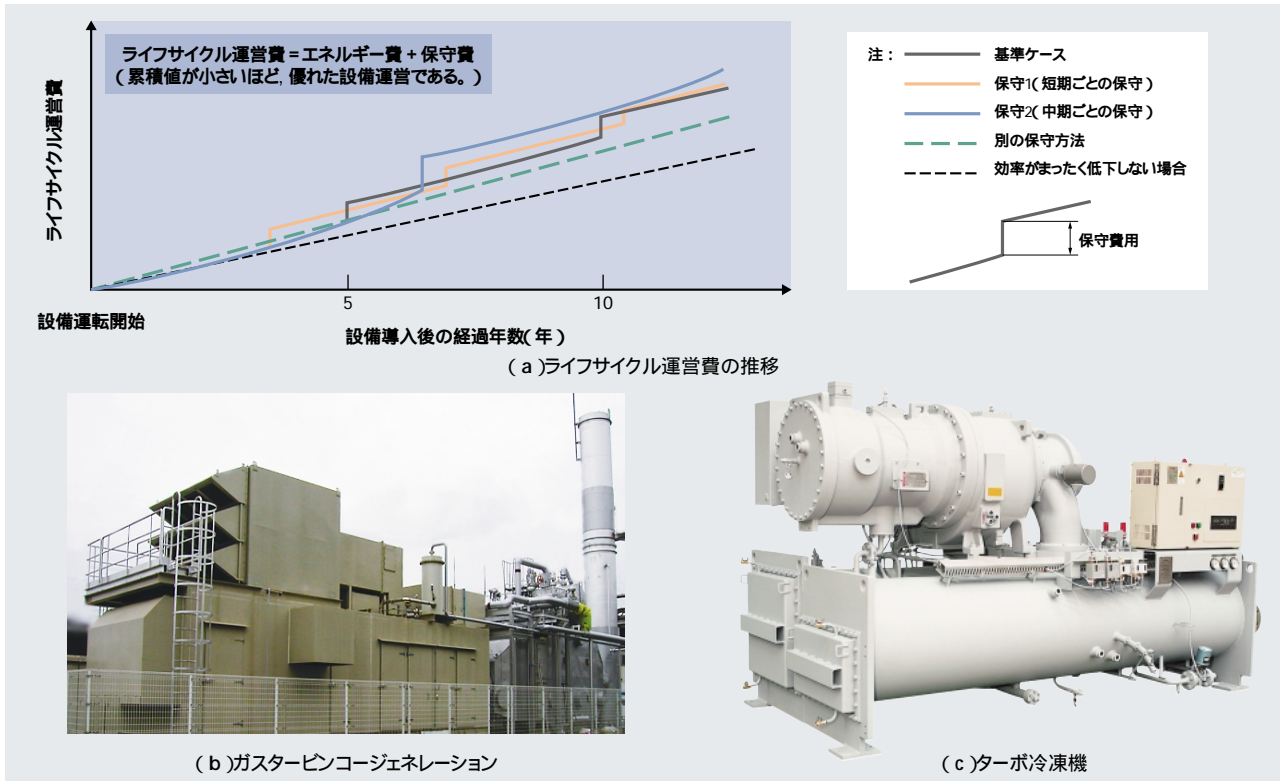 ライフサイクル運営費＝エネルギー費＋保守費
（累積値が小さいほど，優れた設備運営である。）
ライフサイクル運営費
5
10
設備運転開始
設備導入後の経過年数（年）
注：
基準ケース
保守1（短期ごとの保守）
保守2（中期ごとの保守）
別の保守方法
効率がまったく低下しない場合
保守費用
（a）ライフサイクル運営費の推移
（b）ガスタービンコージェネレーション
（c）ターボ冷凍機